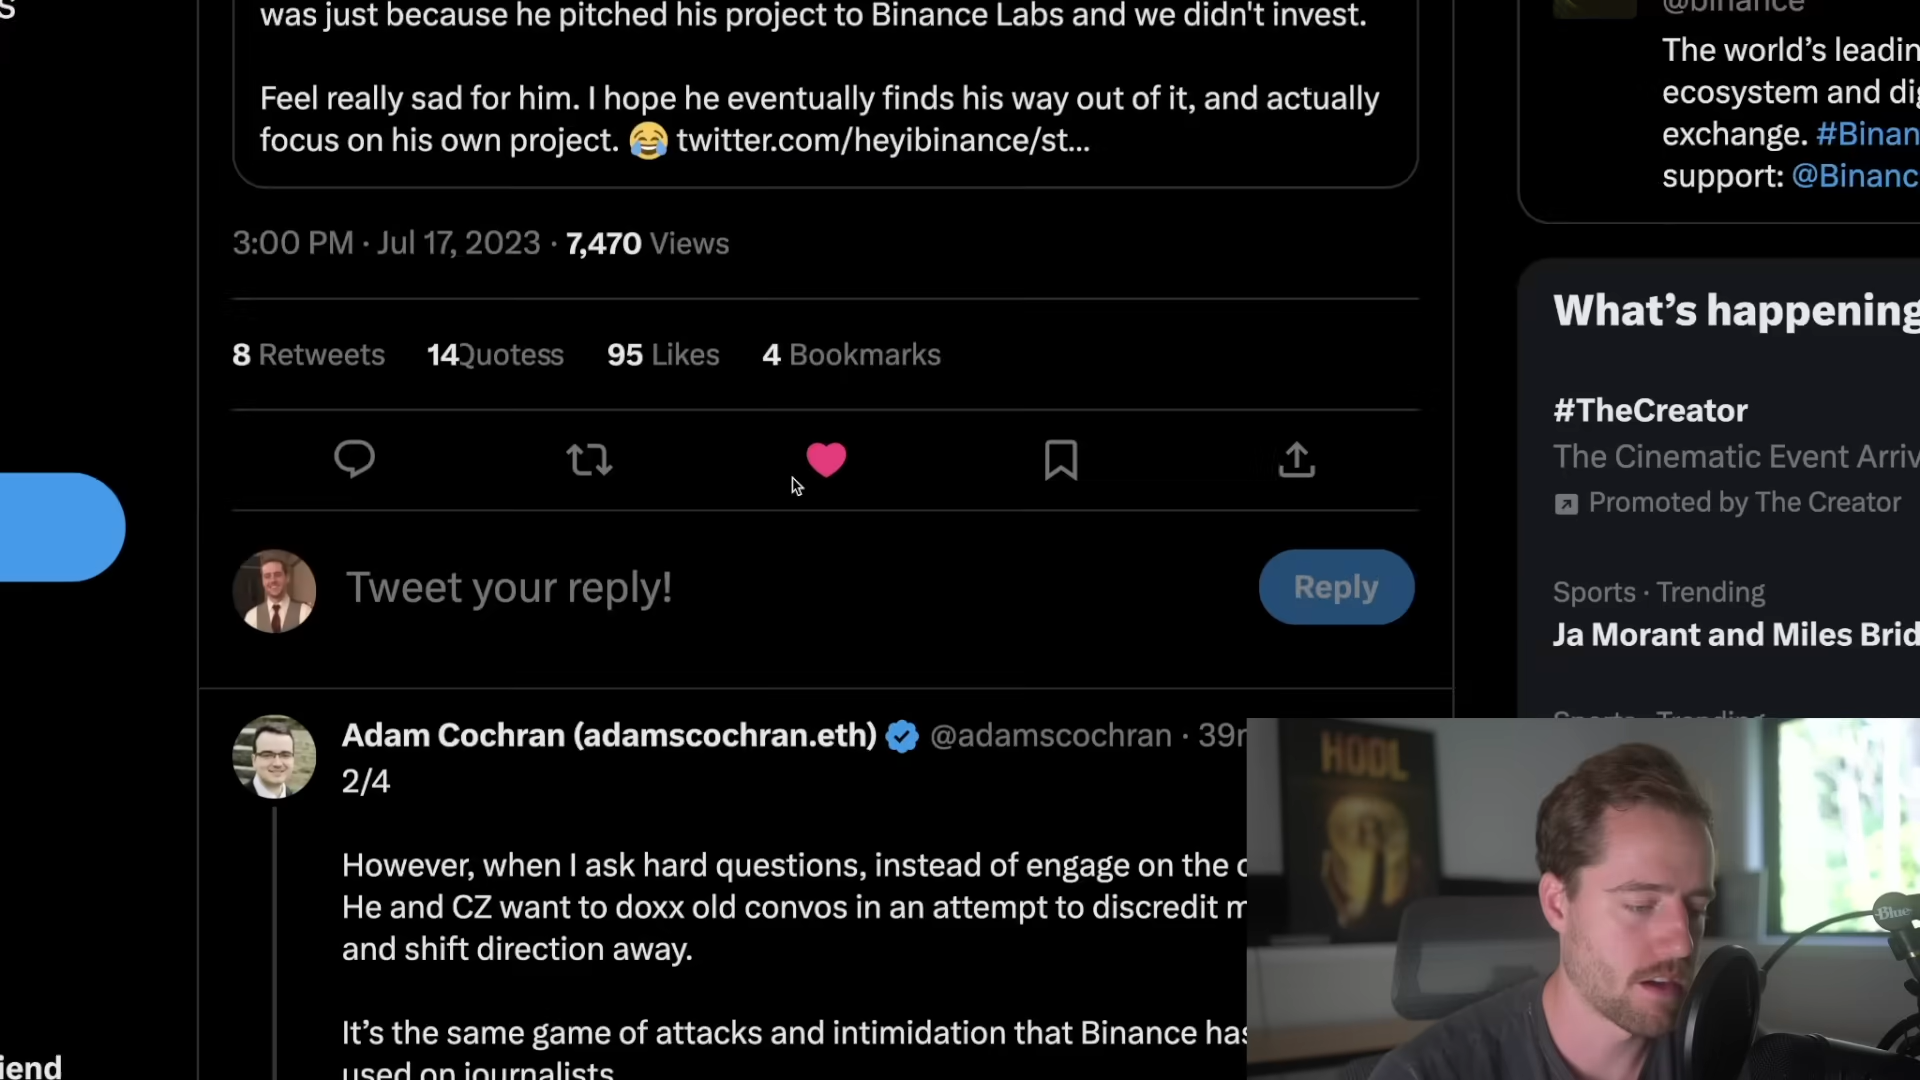 was just because he pitched his project to Binance Labs and we didn't invest.
Feel really sad for him. I hope he eventually finds his way out of it, and actually
focus on his own project. 😂 twitter.com/heyibinance/st...
3:00 PM · Jul 17, 2023 · 7,470 Views
8 Retweets 14 Quotess 95 Likes 4 Bookmarks
Tweet your reply!
Reply
Adam Cochran (adamscochran.eth) @adamscochran · 39
2/4
However, when I ask hard questions, instead of engage on the
He and CZ want to doxx old convos in an attempt to discredit
and shift direction away.
It's the same game of attacks and intimidation that Binance has
used on journalists
iend
@binance
The world's leadin
ecosystem and dig
exchange. #Binan
support: @Binanc
What's happening
#TheCreator
The Cinematic Event Arriv
Promoted by The Creator
Sports · Trending
Ja Morant and Miles Brid
Sports · Trending
HODL
Blue